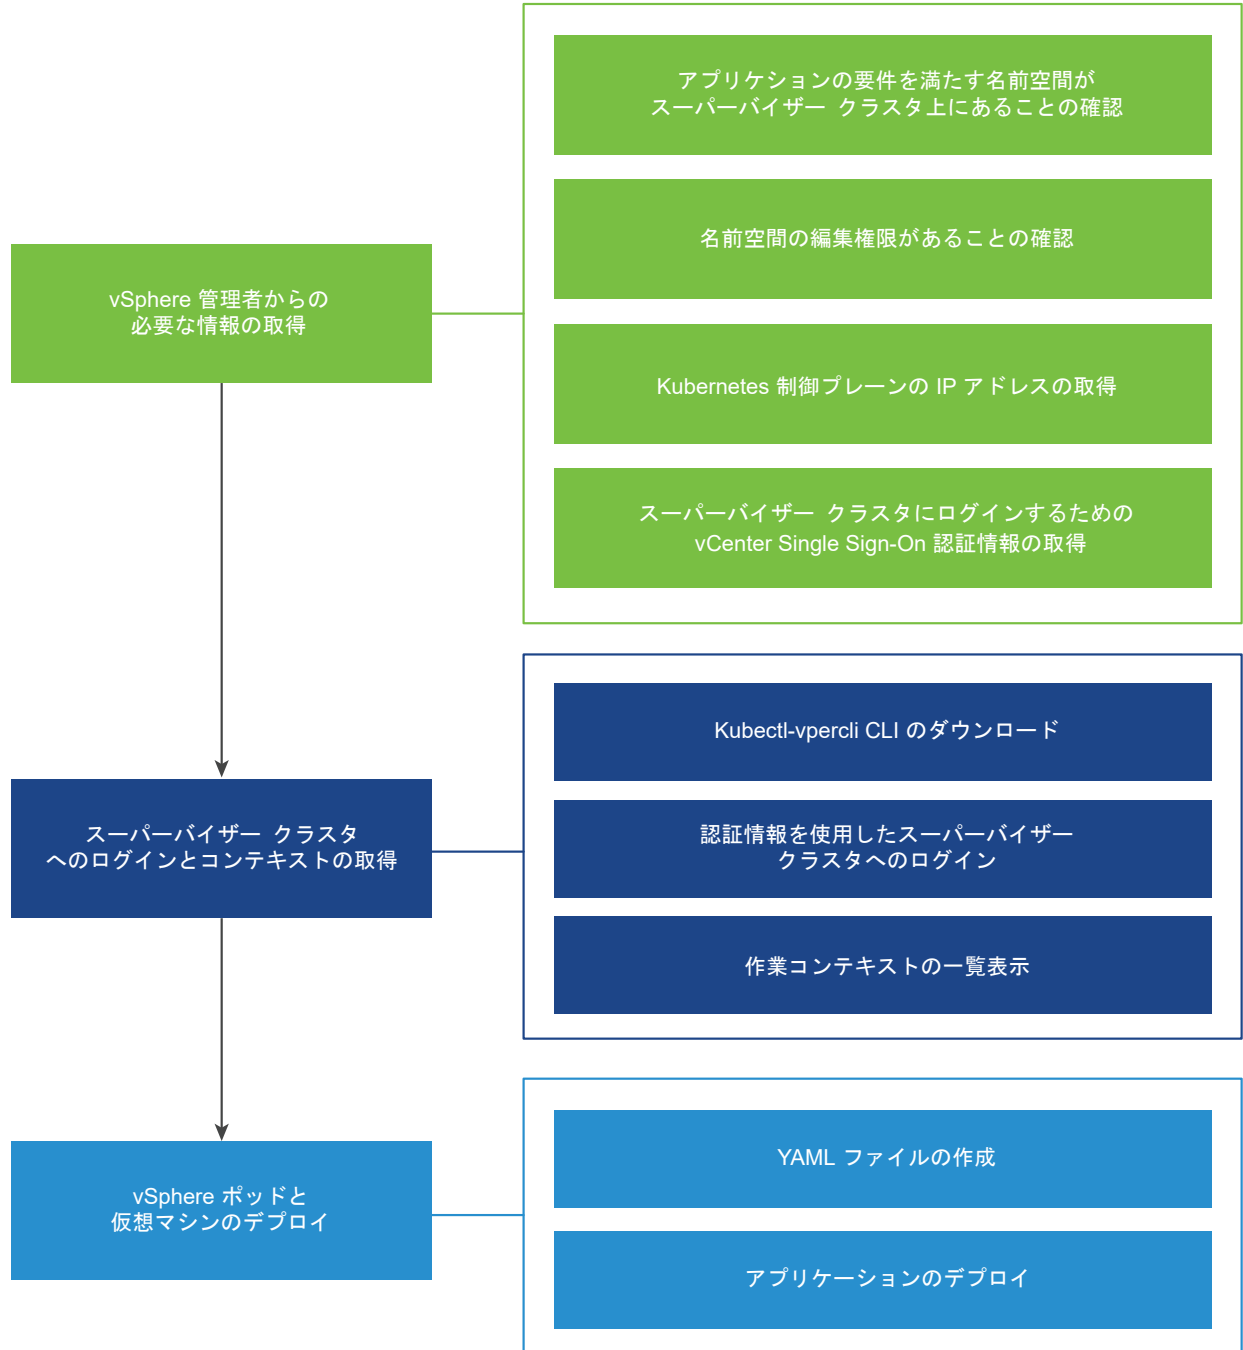 vSphere 管理者からの
必要な情報の取得
アプリケーションの要件を満たす名前空間が
スーパーバイザー クラスタ上にあることの確認
名前空間の編集権限があることの確認
Kubernetes 制御プレーンの IP アドレスの取得
スーパーバイザー クラスタにログインするための
vCenter Single Sign-On 認証情報の取得
スーパーバイザー クラスタ
へのログインとコンテキストの取得
Kubectl-vpercli CLI のダウンロード
認証情報を使用したスーパーバイザー
クラスタへのログイン
作業コンテキストの一覧表示
vSphere ポッドと
仮想マシンのデプロイ
YAML ファイルの作成
アプリケーションのデプロイ